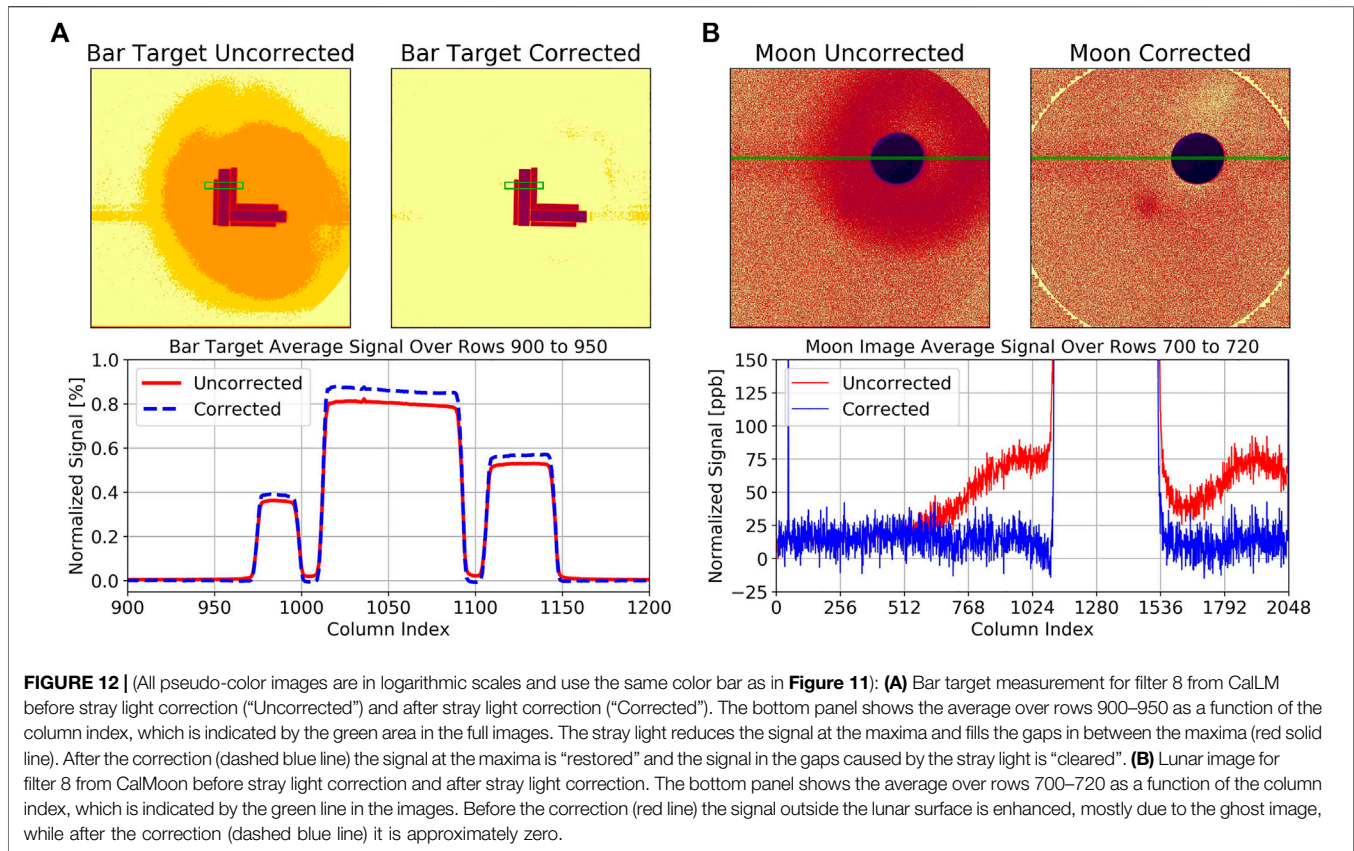 A
Bar Target Uncorrected
Bar Target Corrected
B
Moon Uncorrected
Moon Corrected
Bar Target Average Signal Over Rows 900 to 950
Normalized Signal [%]
1.0
0.8
0.6
0.4
0.2
0.0
Uncorrected
Corrected
900
950
1000
1050
1100
1150
1200
Column Index
Moon Image Average Signal Over Rows 700 to 720
Normalized Signal [ppb]
150
125
100
75
50
25
0
−25
Uncorrected
Corrected
0
256
512
768
1024
1280
1536
1792
2048
Column Index
FIGURE 12 | (All pseudo-color images are in logarithmic scales and use the same color bar as in Figure 11): (A) Bar target measurement for filter 8 from CalLM
before stray light correction (“Uncorrected”) and after stray light correction (“Corrected”). The bottom panel shows the average over rows 900–950 as a function of the
column index, which is indicated by the green area in the full images. The stray light reduces the signal at the maxima and fills the gaps in between the maxima (red solid
line). After the correction (dashed blue line) the signal at the maxima is “restored” and the signal in the gaps caused by the stray light is “cleared”. (B) Lunar image for
filter 8 from CalMoon before stray light correction and after stray light correction. The bottom panel shows the average over rows 700–720 as a function of the column
index, which is indicated by the green line in the images. Before the correction (red line) the signal outside the lunar surface is enhanced, mostly due to the ghost image,
while after the correction (dashed blue line) it is approximately zero.